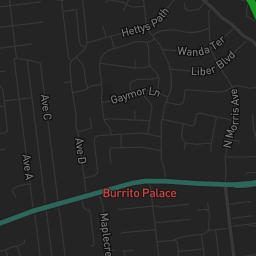 Hettys Path
Wanda Ter
Liber Blvd
Gaymor Ln
Ave C
N Morris Ave
Ave D
Ave A
Burrito Palace
Maplecre